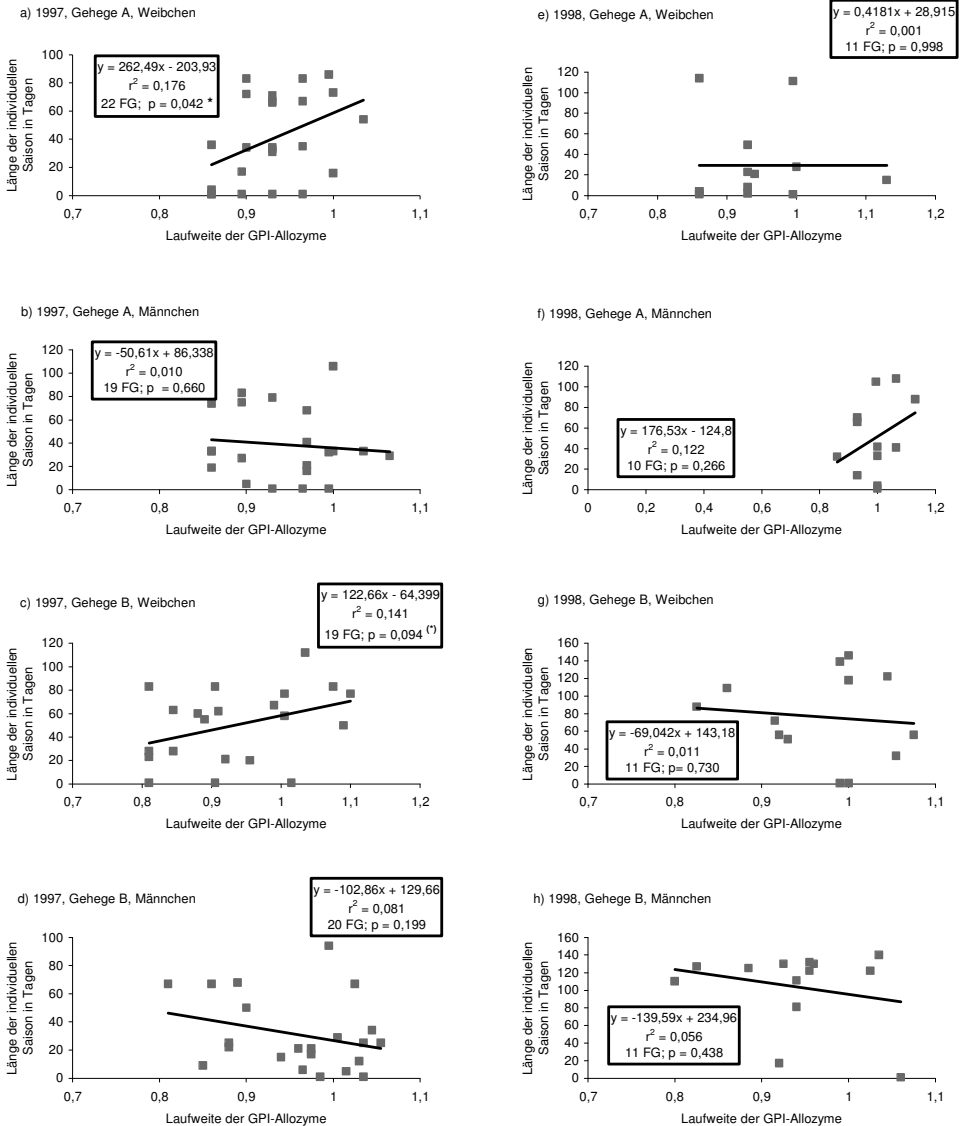 a) 1997, Gehege A, Weibchen
y = 262,49x - 203,93
r² = 0,176
22 FG; p = 0,042 *
Länge der individuellen
Saison in Tagen
100
80
60
40
20
0
0,7 0,8 0,9 1 1,1
Laufweite der GPI-Allozyme
b) 1997, Gehege A, Männchen
y = -50,61x + 86,338
r² = 0,010
19 FG; p = 0,660
Länge der individuellen
Saison in Tagen
120
100
80
60
40
20
0
0,7 0,8 0,9 1 1,1
Laufweite der GPI-Allozyme
c) 1997, Gehege B, Weibchen
y = 122,66x - 64,399
r² = 0,141
19 FG; p = 0,094 (*)
Länge der individuellen
Saison in Tagen
120
100
80
60
40
20
0
0,7 0,8 0,9 1 1,1 1,2
Laufweite der GPI-Allozyme
d) 1997, Gehege B, Männchen
y = -102,86x + 129,66
r² = 0,081
20 FG; p = 0,199
Länge der individuellen
Saison in Tagen
100
80
60
40
20
0
0,7 0,8 0,9 1 1,1
Laufweite der GPI-Allozyme
e) 1998, Gehege A, Weibchen
y = 0,4181x + 28,915
r² = 0,001
11 FG; p = 0,998
Länge der individuellen
Saison in Tagen
120
100
80
60
40
20
0
0,7 0,8 0,9 1 1,1 1,2
Laufweite der GPI-Allozyme
f) 1998, Gehege A, Männchen
y = 176,53x - 124,8
r² = 0,122
10 FG; p = 0,266
Länge der individuellen
Saison in Tagen
120
100
80
60
40
20
0
0 0,2 0,4 0,6 0,8 1 1,2
Laufweite der GPI-Allozyme
g) 1998, Gehege B, Weibchen
y = -69,042x + 143,18
r² = 0,011
11 FG; p= 0,730
Länge der individuellen
Saison in Tagen
160
140
120
100
80
60
40
20
0
0,7 0,8 0,9 1 1,1
Laufweite der GPI-Allozyme
h) 1998, Gehege B, Männchen
y = -139,59x + 234,96
r² = 0,056
11 FG; p = 0,438
Länge der individuellen
Saison in Tagen
160
140
120
100
80
60
40
20
0
0,7 0,8 0,9 1 1,1
Laufweite der GPI-Allozyme